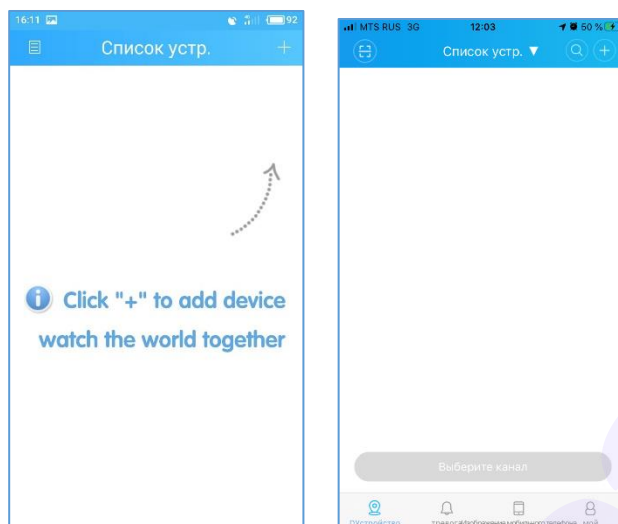 16:11
92
Список устр.
+
Click "+" to add device
watch the world together
MTS RUS 3G
12:03
50 %
Список устр. ▼
+
Выберите канал
мой